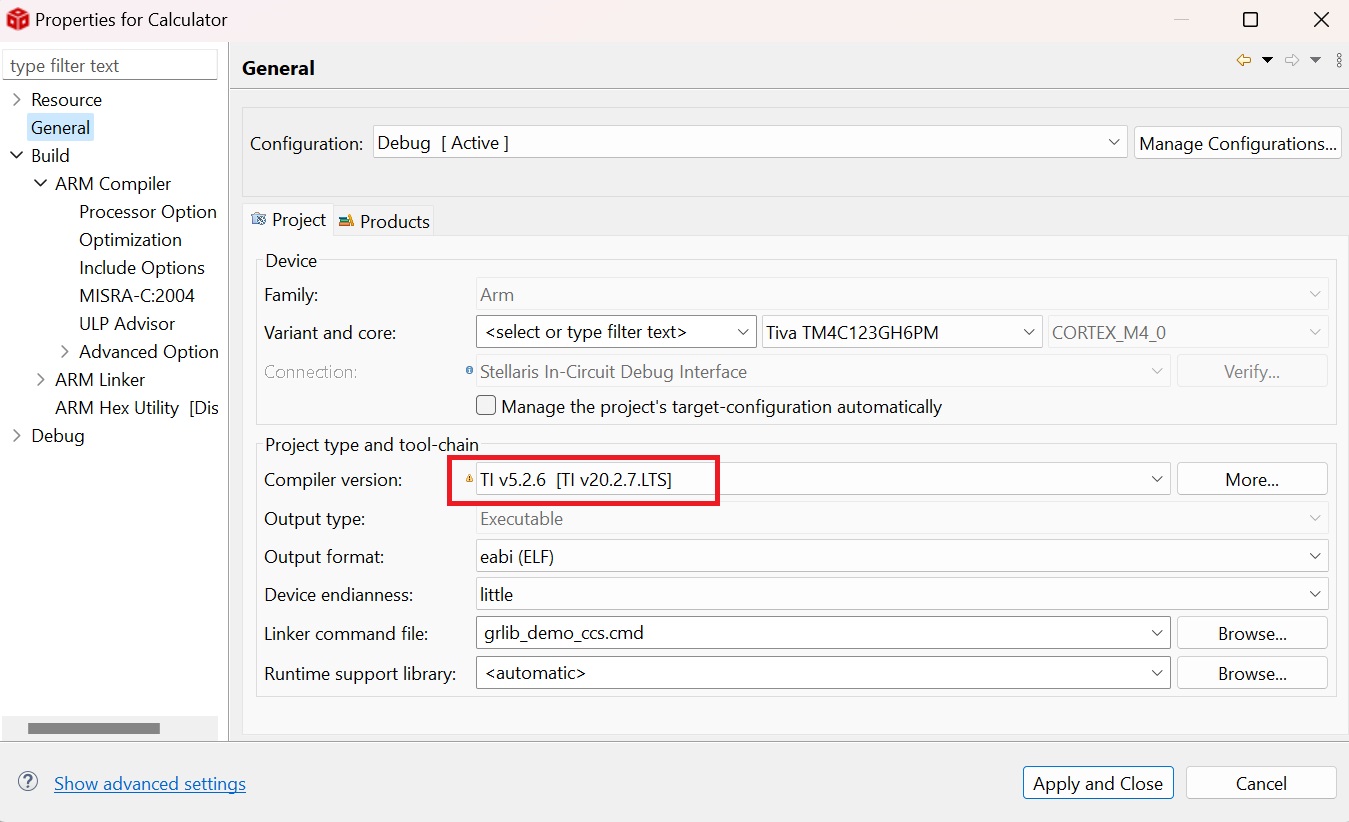 Properties for Calculator
type filter text
General
Resource
General
Build
ARM Compiler
Processor Option
Optimization
Include Options
MISRA-C:2004
ULP Advisor
Advanced Option
ARM Linker
ARM Hex Utility [Dis
Debug
Configuration: Debug [ Active ] Manage Configurations...
Project Products
Device
Family: Arm
Variant and core: <select or type filter text> Tiva TM4C123GH6PM CORTEX_M4_0
Connection: Stellaris In-Circuit Debug Interface Verify...
Manage the project's target-configuration automatically
Project type and tool-chain
Compiler version: TI v5.2.6 [TI v20.2.7.LTS] More...
Output type: Executable
Output format: eabi (ELF)
Device endianness: little
Linker command file: grlib_demo_ccs.cmd Browse...
Runtime support library: <automatic> Browse...
Show advanced settings Apply and Close Cancel